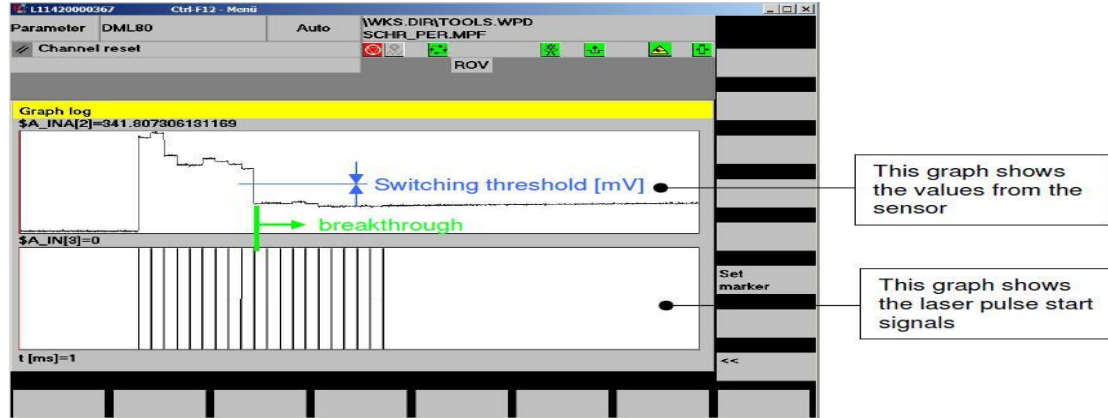 L11420000367 Ctrl-F12 - Menü
Parameter DML80 Auto \WKS.DIR\TOOLS.WPD
SCHR_PER.MPF
Channel reset
ROV
Graph log
$A_INA[2]=341.807306131169
Switching threshold [mV]
breakthrough
$A_IN[3]=0
t [ms]=1
Set
marker
<<
This graph shows
the values from the
sensor
This graph shows
the laser pulse start
signals